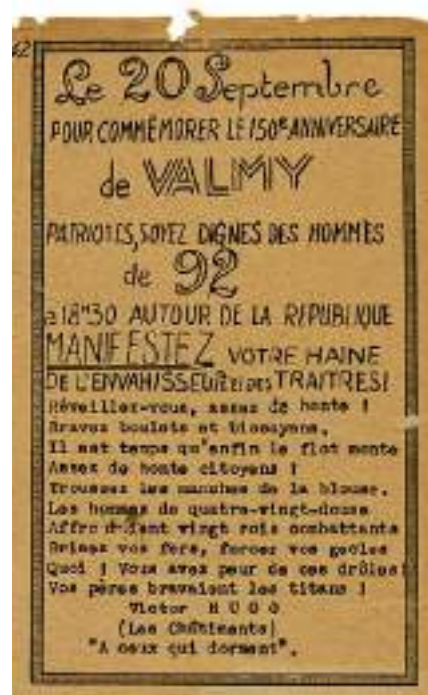 42
Le 20 Septembre
POUR COMMÉMORER LE 150e ANNIVERSAIRE
de VALMY
PATRIOTES, SOYEZ DIGNES DES HOMMES
de 92
a 18H30 AUTOUR DE LA REPUBLIQUE
MANIFESTEZ VOTRE HAINE
DE L'ENVAHISSEUR ET DES TRAITRES!
Réveillez-vous, assez de honte !
Bravez boulets et biscayens.
Il est temps qu'enfin le flot monte
Assez de honte citoyens !
Troussez les manches de la blouse.
Les hommes de quatre-vingt-douze
Affrontaient vingt rois combattants
Brisez vos fers, forcez vos geoles
Quoi ! Vous avez peur de ces drôles!
Vos pères bravaient les titans !
Victor HUGO
(Les Châtiments)
"A ceux qui dorment".